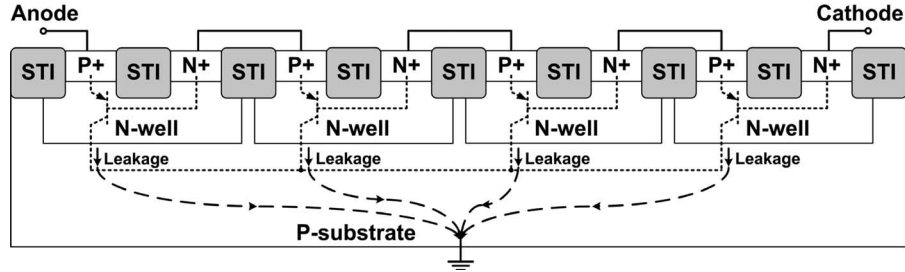 Anode Cathode
STI P+ STI N+ STI P+ STI N+ STI P+ STI N+ STI P+ STI N+ STI
N-well N-well N-well N-well
Leakage Leakage Leakage Leakage
P-substrate